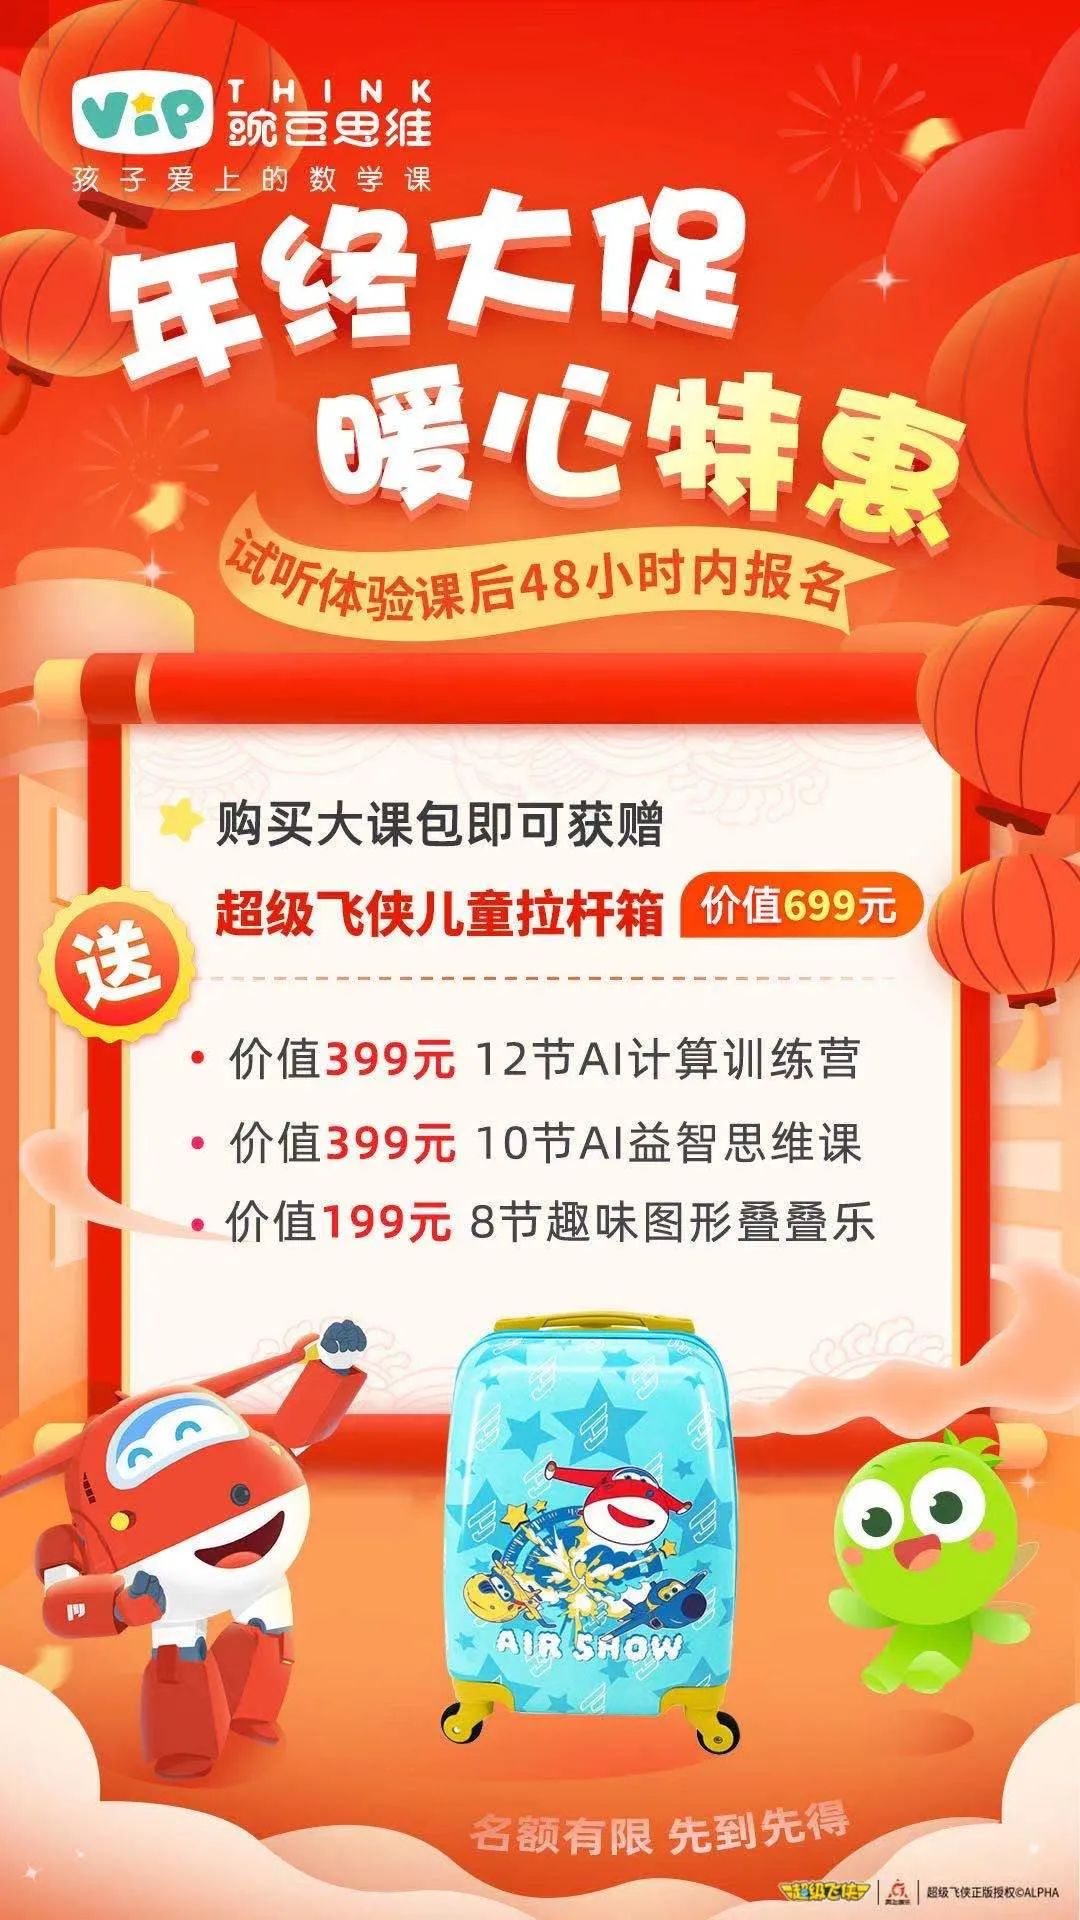 ViP THINK
豌豆思维
孩子爱上的数学课
年终大促
暖心特惠
试听体验课后48小时内报名
购买大课包即可获赠
超级飞侠儿童拉杆箱 价值699元
送
价值399元 12节AI计算训练营
价值399元 10节AI益智思维课
价值199元 8节趣味图形叠叠乐
AIR SHOW
名额有限 先到先得
超级飞侠 超级飞侠正版授权©ALPHA